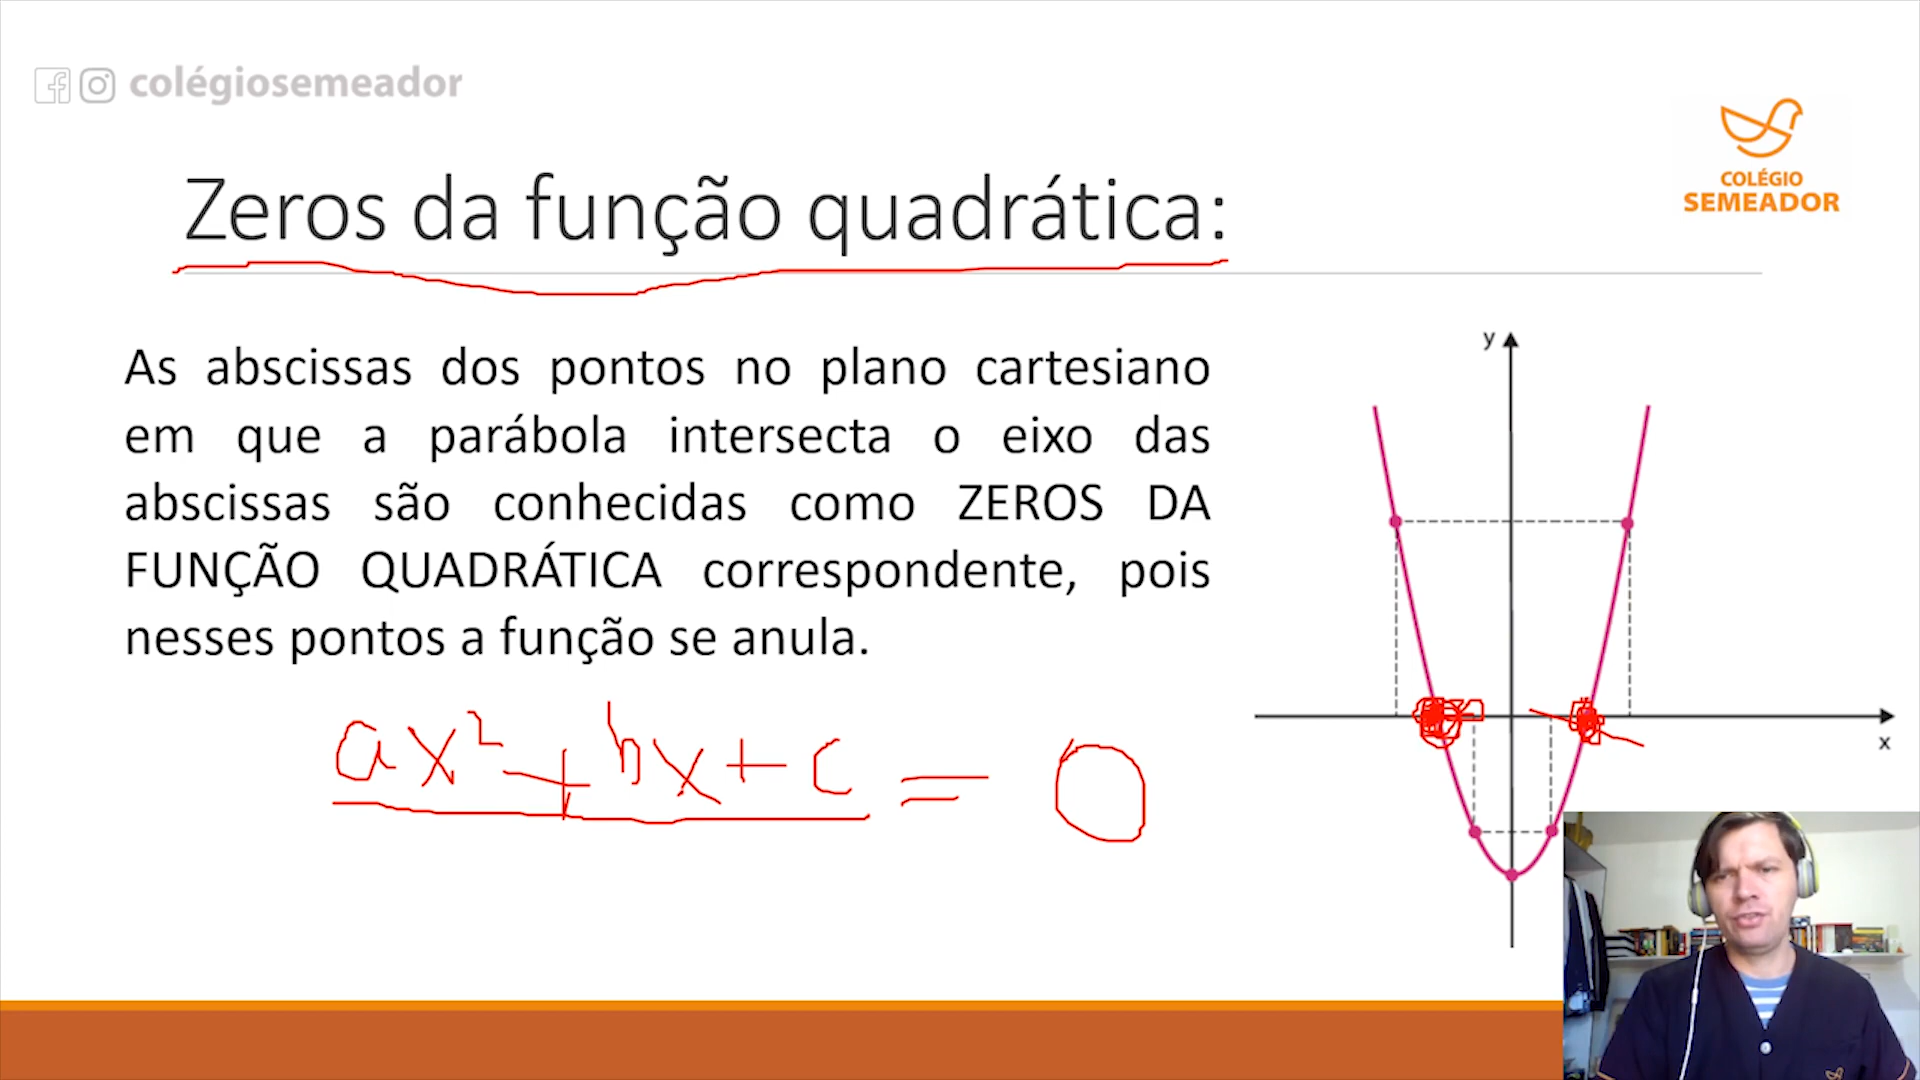 colégiosemeador
COLÉGIO
SEMEADOR
Zeros da função quadrática:
As abscissas dos pontos no plano cartesiano
em que a parábola intersecta o eixo das
abscissas são conhecidas como ZEROS DA
FUNÇÃO QUADRÁTICA correspondente, pois
nesses pontos a função se anula.
ax²+bx+c=0
y
x